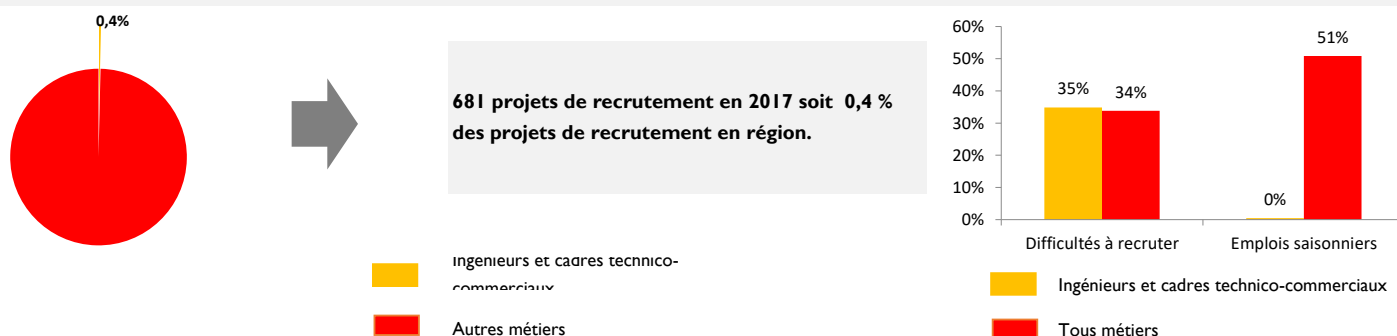 0,4%
681 projets de recrutement en 2017 soit 0,4 %
des projets de recrutement en région.
Ingénieurs et cadres technico-
commerciaux
Autres métiers
60%
50%
40%
30%
20%
10%
0%
35%
34%
0%
51%
Difficultés à recruter
Emplois saisonniers
Ingénieurs et cadres technico-commerciaux
Tous métiers